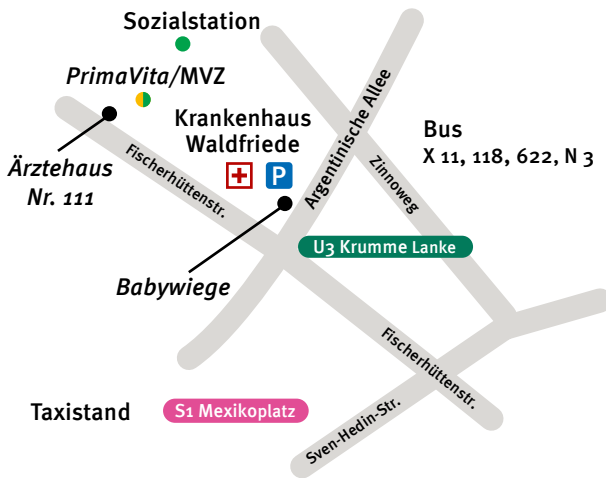 Sozialstation
PrimaVita/MVZ
Krankenhaus
Waldfriede
P
Ärztehaus
Nr. 111
Fischerhüttenstr.
Argentinische Allee
Zinnoweg
Bus
X 11, 118, 622, N 3
U3 Krumme Lanke
Babywiege
Fischerhüttenstr.
Taxistand
S1 Mexikoplatz
Sven-Hedin-Str.